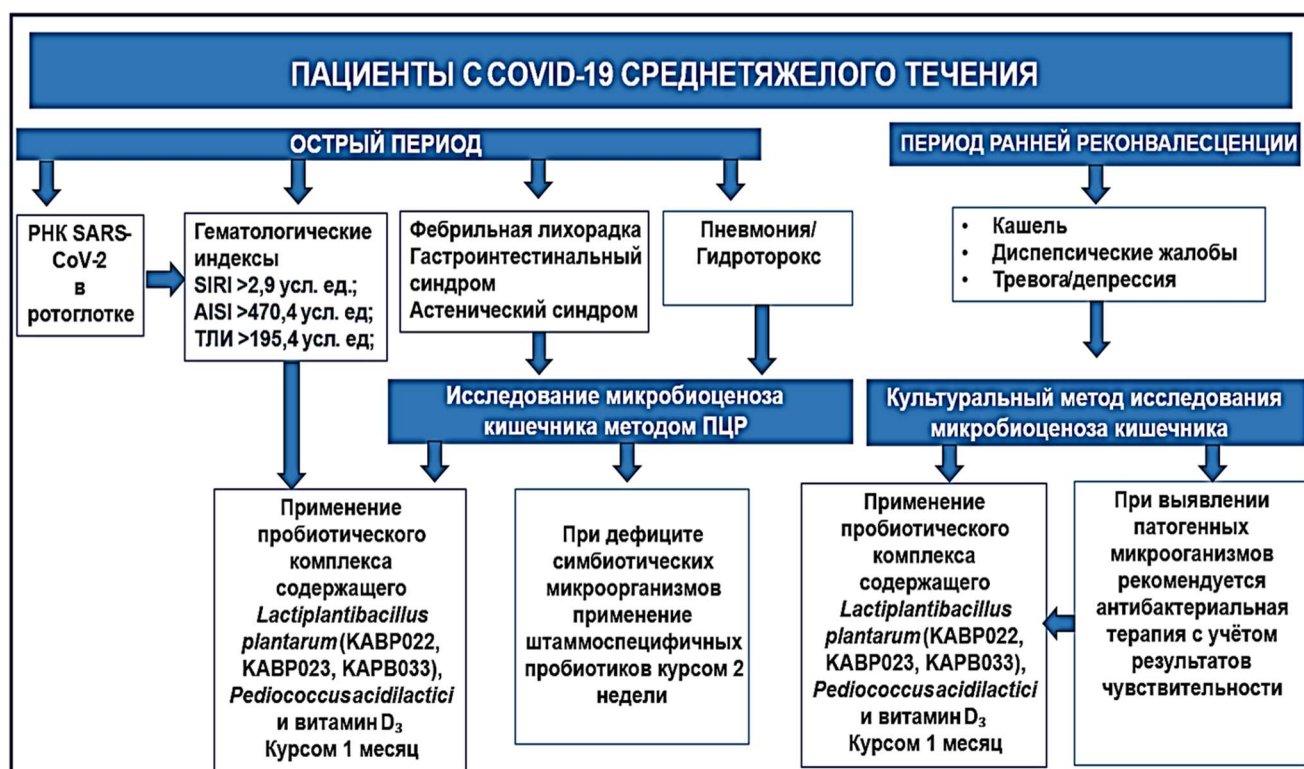 ПАЦИЕНТЫ С COVID-19 СРЕДНЕТЯЖЕЛОГО ТЕЧЕНИЯ
ОСТРЫЙ ПЕРИОД
РНК SARS-
CoV-2
в
ротоглотке
Гематологические
индексы
SIRI >2,9 усл. ед.;
AISI >470,4 усл. ед;
ТЛИ >195,4 усл. ед;
Фебрильная лихорадка
Гастроинтестинальный
синдром
Астенический синдром
Пневмония/
Гидроторокс
Исследование микробиоценоза
кишечника методом ПЦР
Применение
пробиотического
комплекса
содержащего
Lactiplantibacillus
plantarum (KABP022,
KABP023, KAPB033),
Pediococcus acidilactici
и витамин D₃
Курсом 1 месяц
При дефиците
симбиотических
микроорганизмов
применение
штаммоспецифичных
пробиотиков курсом 2
недели
ПЕРИОД РАННЕЙ РЕКОНВАЛЕСЦЕНЦИИ
• Кашель
• Диспепсические жалобы
• Тревога/депрессия
Культуральный метод исследования
микробиоценоза кишечника
Применение
пробиотического
комплекса
содержащего
Lactiplantibacillus
plantarum (KABP022,
KABP023, KAPB033),
Pediococcus acidilactici
и витамин D₃
Курсом 1 месяц
При выявлении
патогенных
микрооганизмов
рекомендуется
антибактериальная
терапия с учётом
результатов
чувствительности